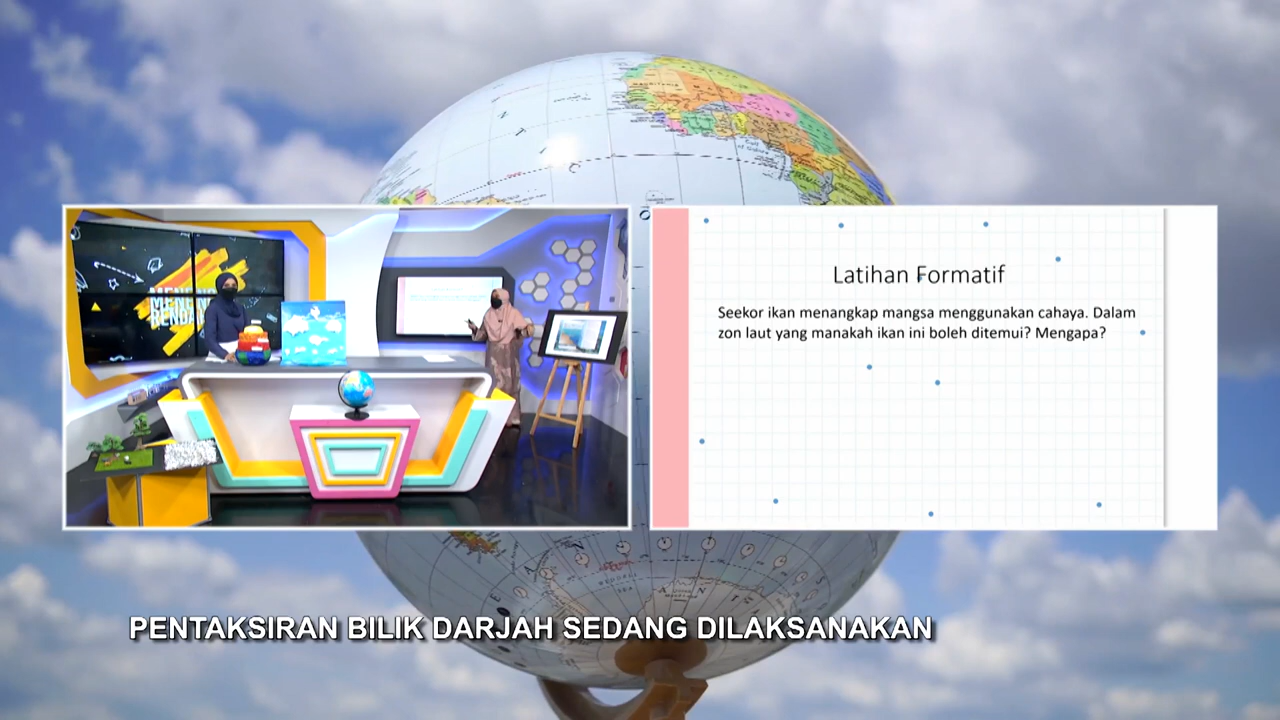 Latihan Formatif
Seekor ikan menangkap mangsa menggunakan cahaya. Dalam
zon laut yang manakah ikan ini boleh ditemui? Mengapa?
PENTAKSIRAN BILIK DARJAH SEDANG DILAKSANAKAN